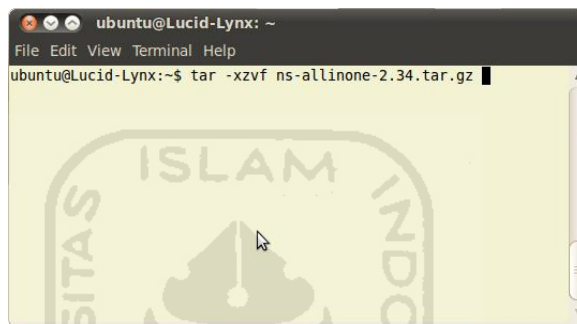 ubuntu@Lucid-Lynx: ~
File Edit View Terminal Help
ubuntu@Lucid-Lynx:~$ tar -xzvf ns-allinone-2.34.tar.gz
SITAS ISLAM INDO